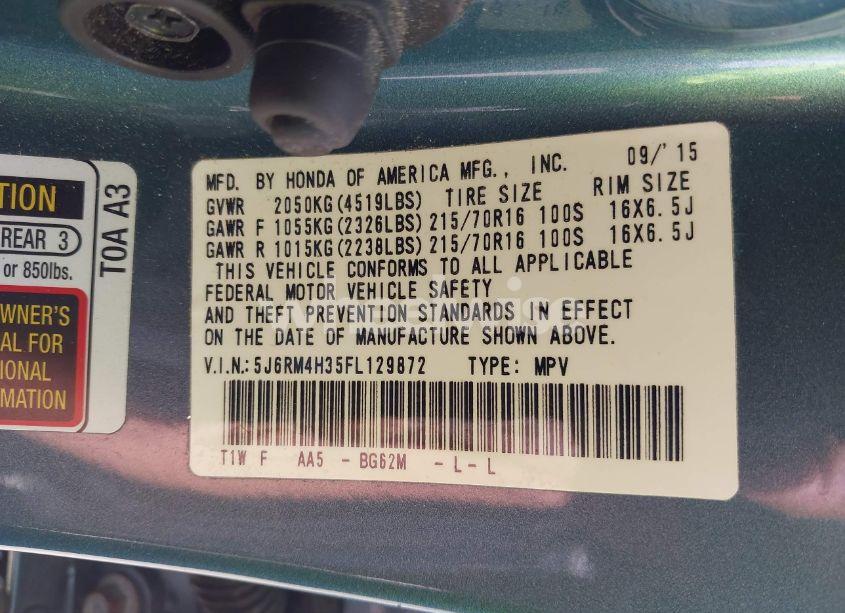 TION
REAR 3
or 850lbs.
WNER'S
AL FOR
IONAL
MATION
TOA A3
MFD. BY HONDA OF AMERICA MFG., INC. 09/'15
GVWR 2050KG(4519LBS) TIRE SIZE RIM SIZE
GAWR F 1055KG(2326LBS) 215/70R16 100S 16X6.5J
GAWR R 1015KG(2238LBS) 215/70R16 100S 16X6.5J
THIS VEHICLE CONFORMS TO ALL APPLICABLE
FEDERAL MOTOR VEHICLE SAFETY
AND THEFT PREVENTION STANDARDS IN EFFECT
ON THE DATE OF MANUFACTURE SHOWN ABOVE.
V.I.N.:5J6RM4H35FL129872 TYPE: MPV
T1W F AA5 - BG62M - L - L